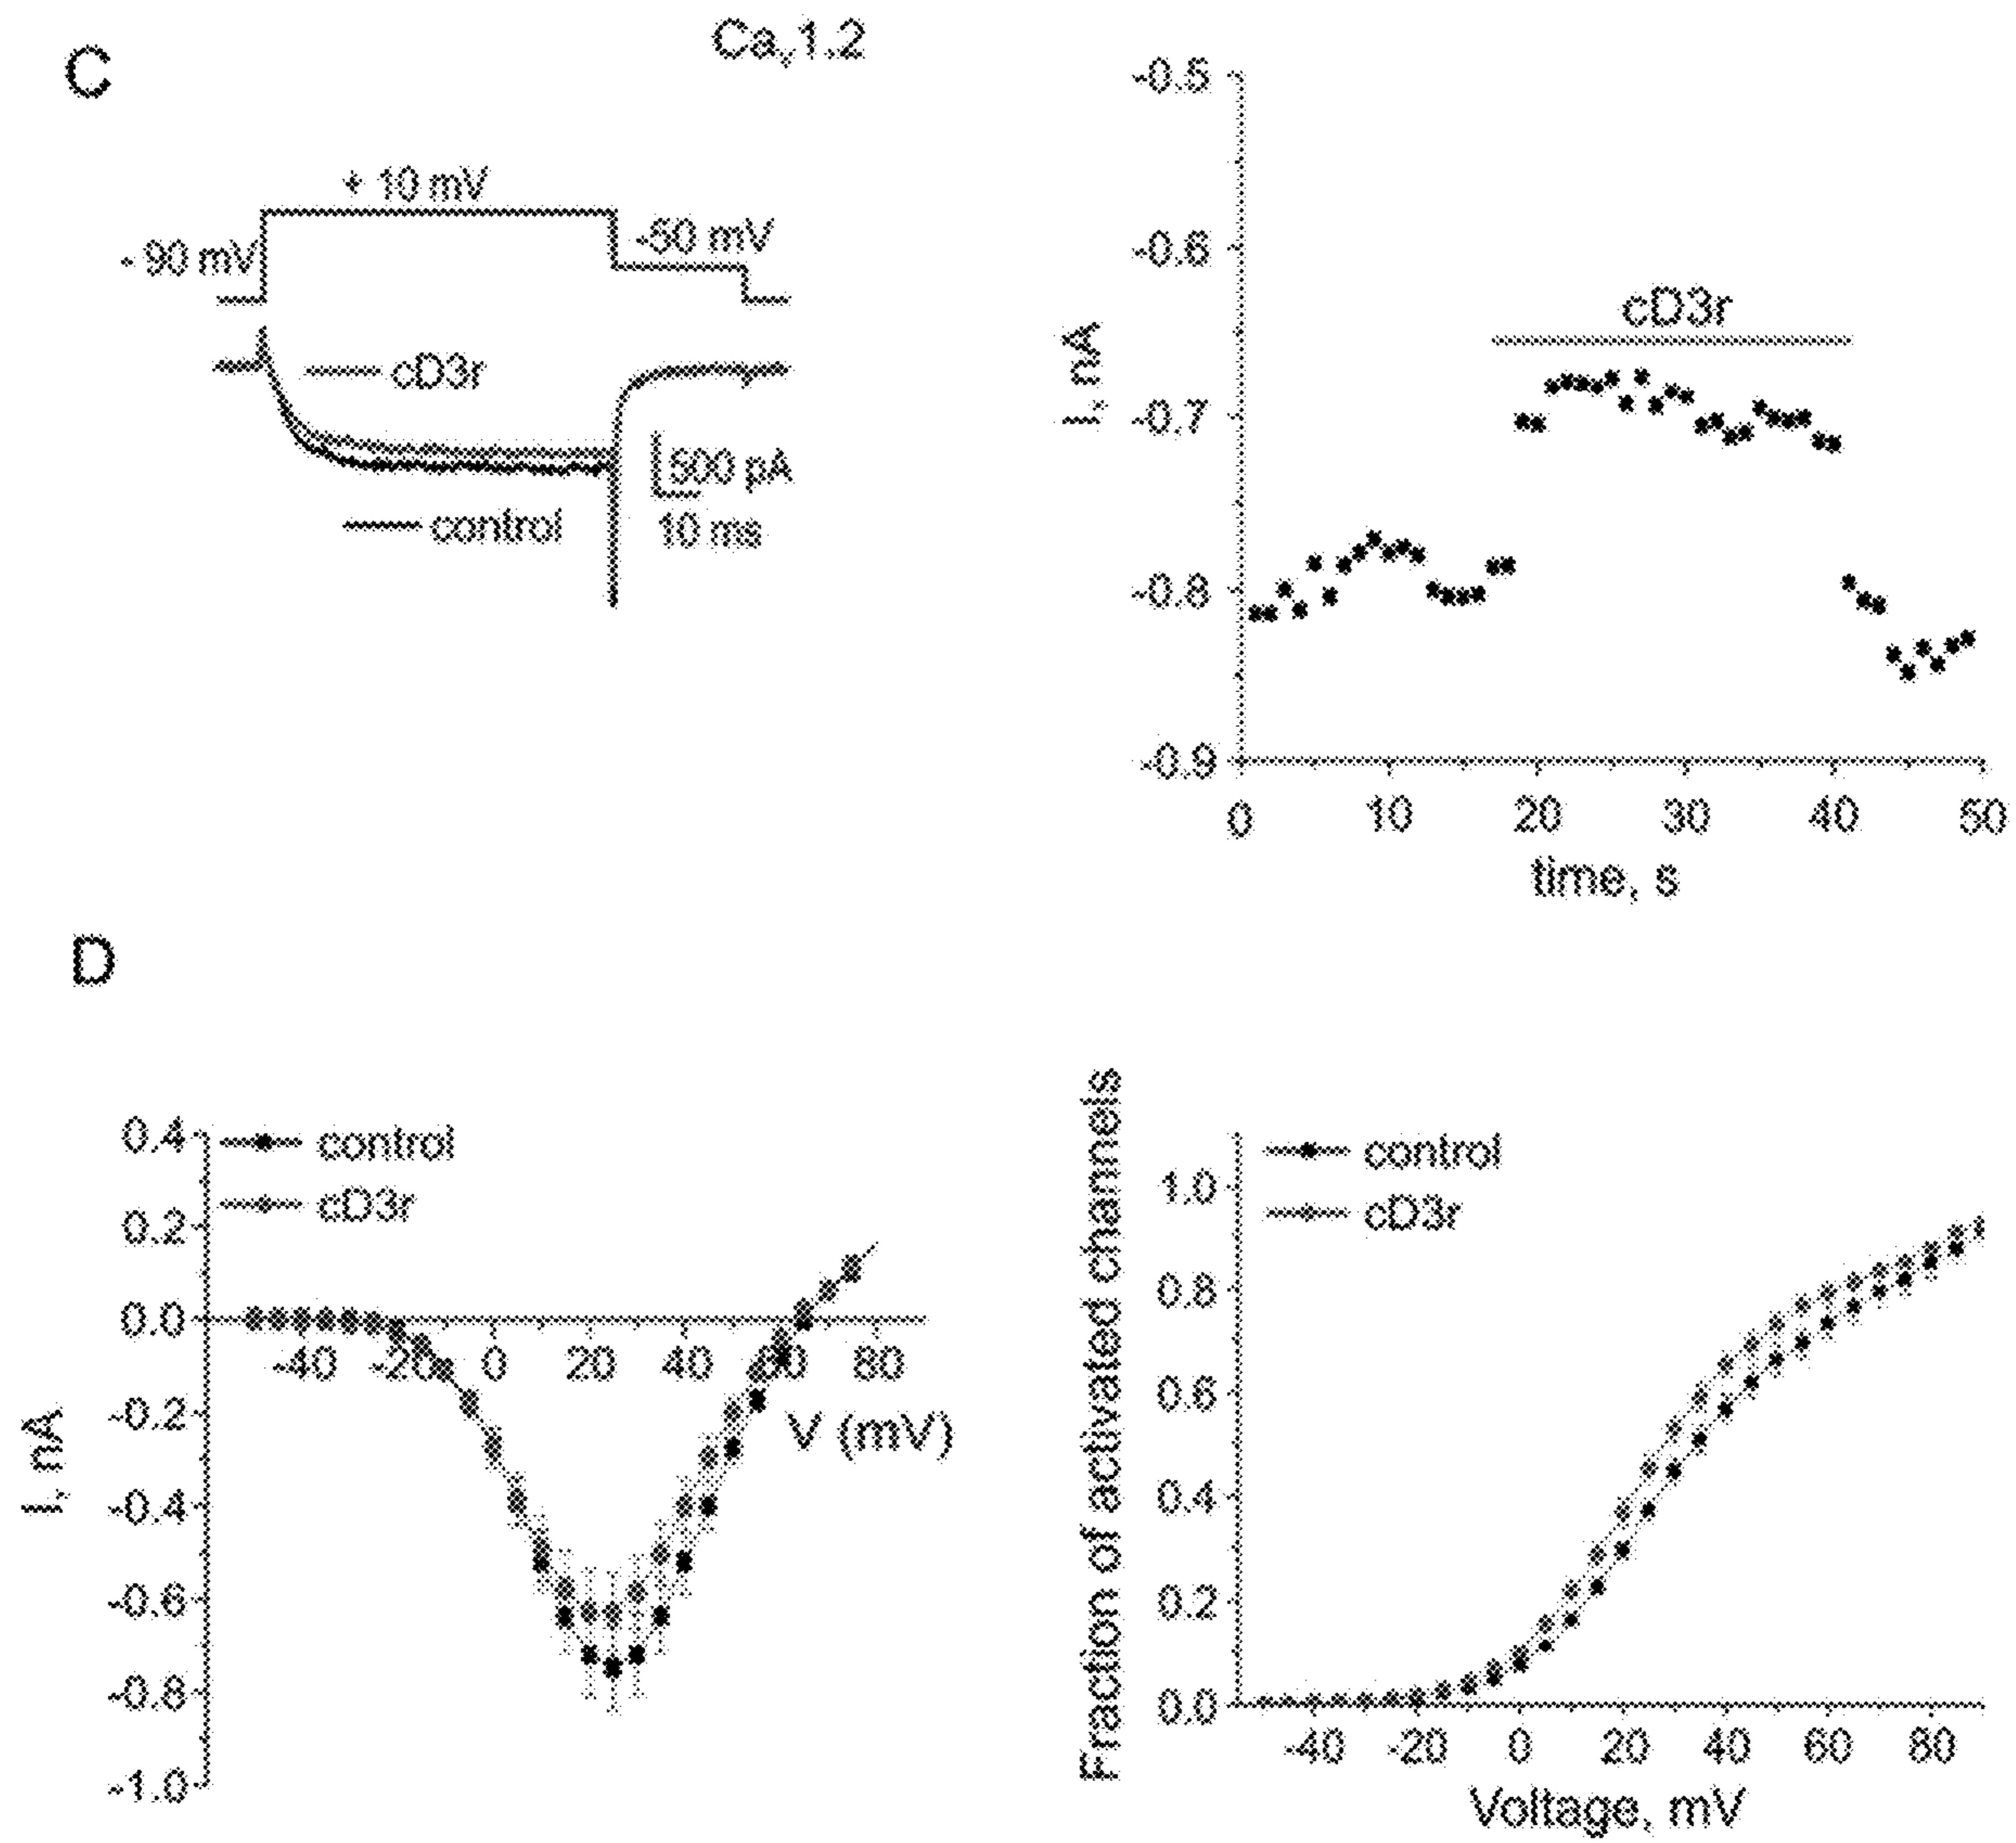 C
Cav1.2
+ 10 mV
- 90 mV
-50 mV
cD3r
500 pA
10 ms
control
-0.5
-0.6
-0.7
-0.8
-0.9
I, nA
cD3r
0 10 20 30 40 50
time, s
D
0.4
0.2
0.0
-0.2
-0.4
-0.6
-0.8
-1.0
I, nA
control
cD3r
-40 -20 0 20 40 60 80
V (mV)
Fraction of activated channels
1.0
0.8
0.6
0.4
0.2
0.0
control
cD3r
-40 -20 0 20 40 60 80
Voltage, mV